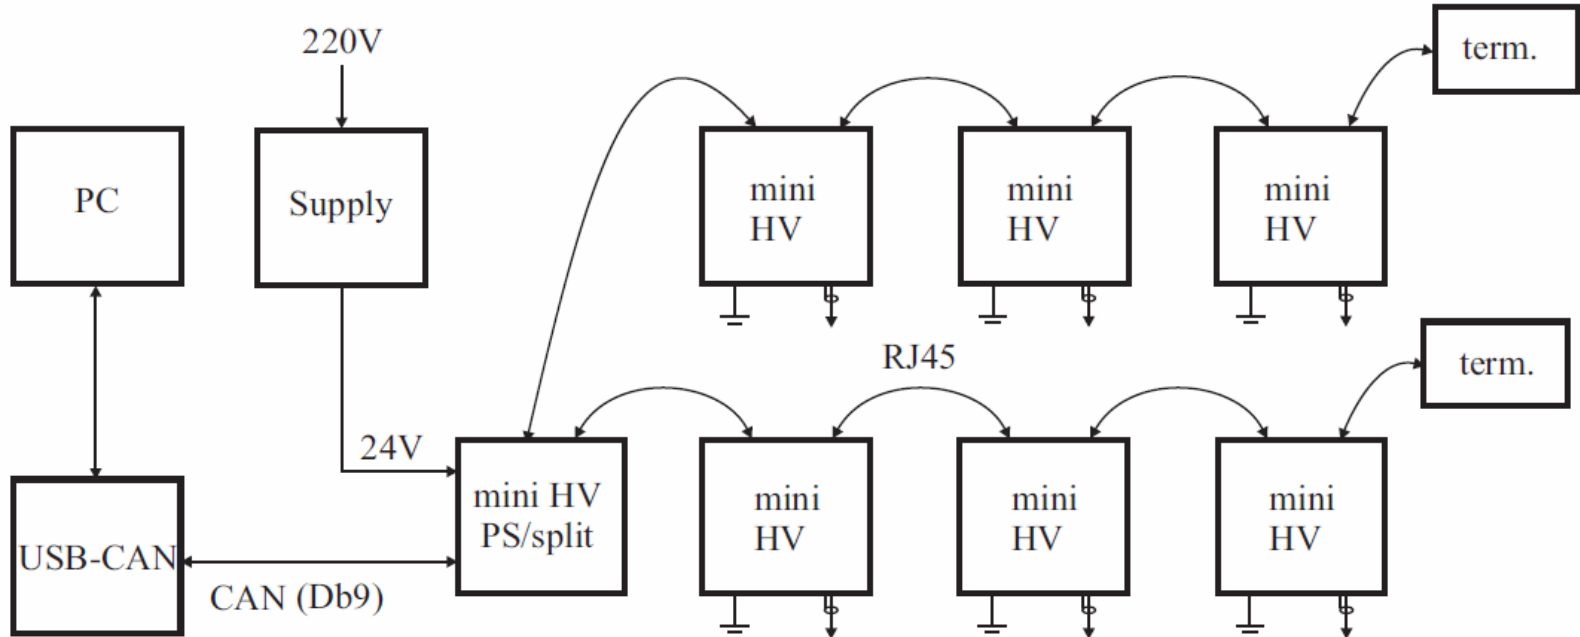 220V
term.
PC
Supply
mini
HV
mini
HV
mini
HV
RJ45
term.
24V
mini HV
PS/split
mini
HV
mini
HV
mini
HV
USB-CAN
CAN (Db9)